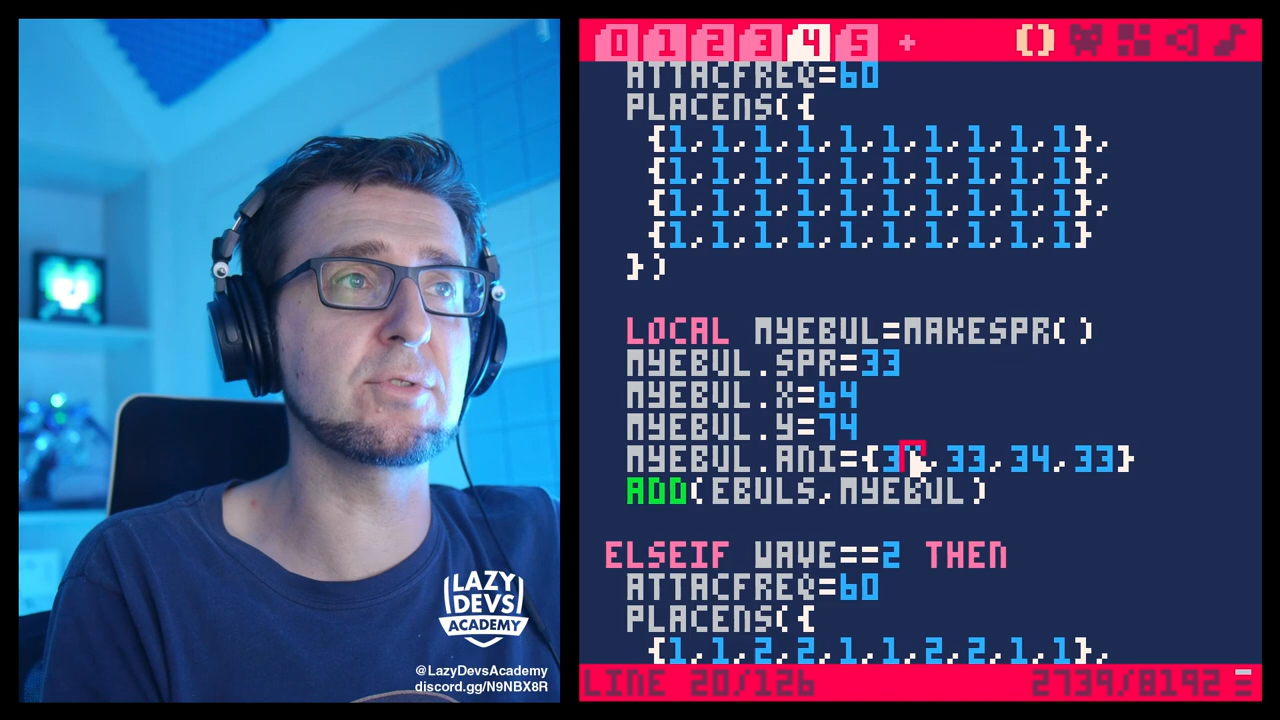 LAZY
DEVS
ACADEMY
@LazyDevsAcademy
discord.gg/N9NBX8R
0 1 2 3 4 5 +
ATTACFREQ=60
PLACENS({
{1,1,1,1,1,1,1,1,1,1},
{1,1,1,1,1,1,1,1,1,1},
{1,1,1,1,1,1,1,1,1,1},
{1,1,1,1,1,1,1,1,1,1}
})
LOCAL MYEBUL=MAKESPR()
MYEBUL.SPR=33
MYEBUL.X=64
MYEBUL.Y=74
MYEBUL.ANI={ ,33,34,33}
ADD(EBULS,MYEBUL)
ELSEIF WAVE==2 THEN
ATTACFREQ=60
PLACENS({
{1,1,2,2,1,1,2,2,1,1},
LINE 20/126 2739/8192